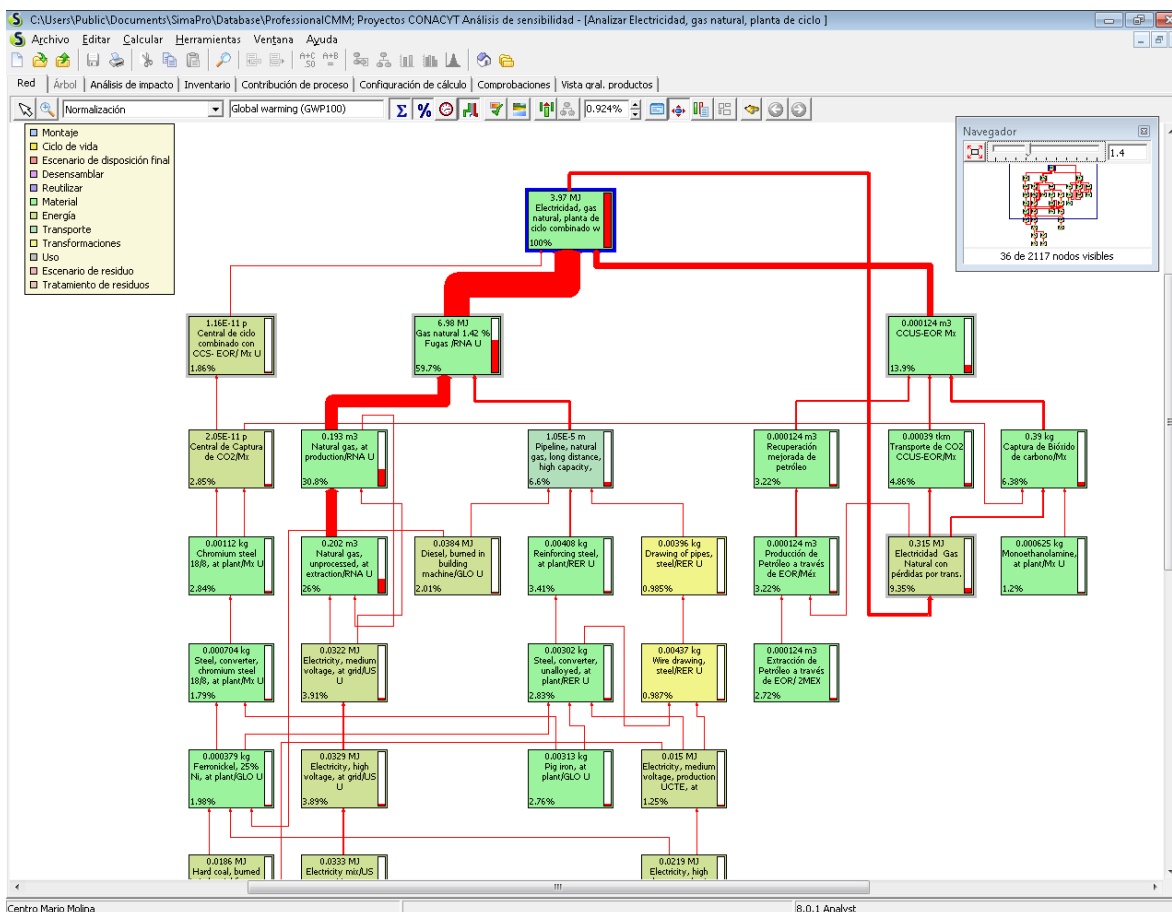 C:\Users\Public\Documents\SimaPro\Database\ProfessionalCMM; Proyectos CONACYT Análisis de sensibilidad - [Analizar Electricidad, gas natural, planta de ciclo ]
Archivo Editar Calcular Herramientas Ventana Ayuda
Red Árbol Análisis de impacto Inventario Contribución de proceso Configuración de cálculo Comprobaciones Vista gral. productos
Normalización Global warming (GWP100) 0.924%
Montaje
Ciclo de vida
Escenario de disposición final
Desensamblar
Reutilizar
Material
Energía
Transporte
Transformaciones
Uso
Escenario de residuo
Tratamiento de residuos
Navegador
1.4
36 de 2117 nodos visibles
3.97 MJ
Electricidad, gas
natural, planta de
ciclo combinado w
100%
1.16E-11 p
Central de ciclo
combinado con
CCS- EOR/ Mx U
1.86%
6.98 MJ
Gas natural 1.42 %
Fugas /RNA U
59.7%
0.000124 m3
CCUS-EOR Mx
13.9%
2.05E-11 p
Central de Captura
de CO2/Mx
2.85%
0.193 m3
Natural gas, at
production/RNA U
30.8%
1.05E-5 m
Pipeline, natural
gas, long distance,
high capacity,
6.6%
0.000124 m3
Recuperación
mejorada de
petróleo
3.22%
0.00039 tkm
Transporte de CO2
CCUS-EOR/Mx
4.86%
0.39 kg
Captura de Bióxido
de carbono/Mx
6.38%
0.00112 kg
Chromium steel
18/8, at plant/Mx U
2.84%
0.202 m3
Natural gas,
unprocessed, at
extraction/RNA U
26%
0.0384 MJ
Diesel, burned in
building
machine/GLO U
2.01%
0.00408 kg
Reinforcing steel,
at plant/RER U
3.41%
0.00396 kg
Drawing of pipes,
steel/RER U
0.985%
0.000124 m3
Producción de
Petróleo a través
de EOR/Méx
3.22%
0.315 MJ
Electricidad Gas
Natural con
pérdidas por trans.
9.35%
0.000625 kg
Monoethanolamine,
at plant/Mx U
1.2%
0.000704 kg
Steel, converter,
chromium steel
18/8, at plant/Mx U
1.79%
0.0322 MJ
Electricity, medium
voltage, at grid/US
U
3.91%
0.00302 kg
Steel, converter,
unalloyed, at
plant/RER U
2.83%
0.00437 kg
Wire drawing,
steel/RER U
0.987%
0.000124 m3
Extracción de
Petróleo a través
de EOR/ 2MEX
2.72%
0.000379 kg
Ferronickel, 25%
Ni, at plant/GLO U
1.98%
0.0329 MJ
Electricity, high
voltage, at grid/US
U
3.89%
0.00313 kg
Pig iron, at
plant/GLO U
2.76%
0.015 MJ
Electricity, medium
voltage, production
UCTE, at
1.25%
0.0186 MJ
Hard coal, burned
0.0333 MJ
Electricity mix/US
0.0219 MJ
Electricity, high
Centro Mario Molina 8.0.1 Analyst